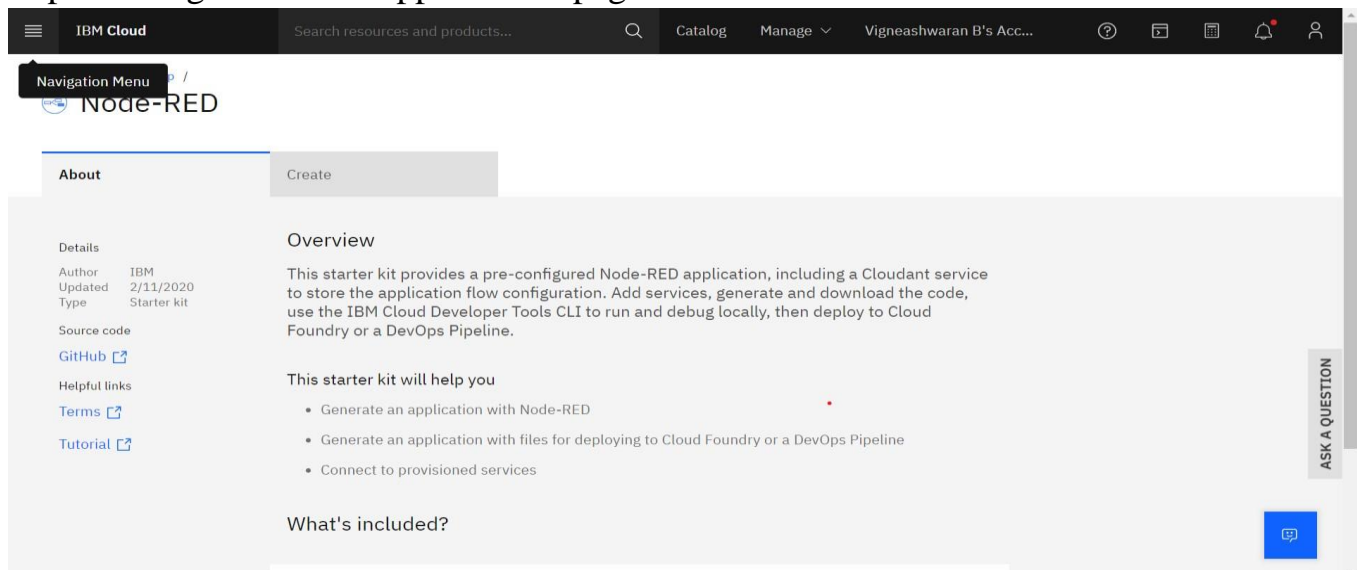 IBM Cloud
Search resources and products...
Catalog
Manage
Vigneashwaran B's Acc...
Navigation Menu
p /
Node-RED
About
Create
Details
Author IBM
Updated 2/11/2020
Type Starter kit
Source code
GitHub
Helpful links
Terms
Tutorial
Overview
This starter kit provides a pre-configured Node-RED application, including a Cloudant service
to store the application flow configuration. Add services, generate and download the code,
use the IBM Cloud Developer Tools CLI to run and debug locally, then deploy to Cloud
Foundry or a DevOps Pipeline.
This starter kit will help you
• Generate an application with Node-RED
• Generate an application with files for deploying to Cloud Foundry or a DevOps Pipeline
• Connect to provisioned services
What's included?
ASK A QUESTION